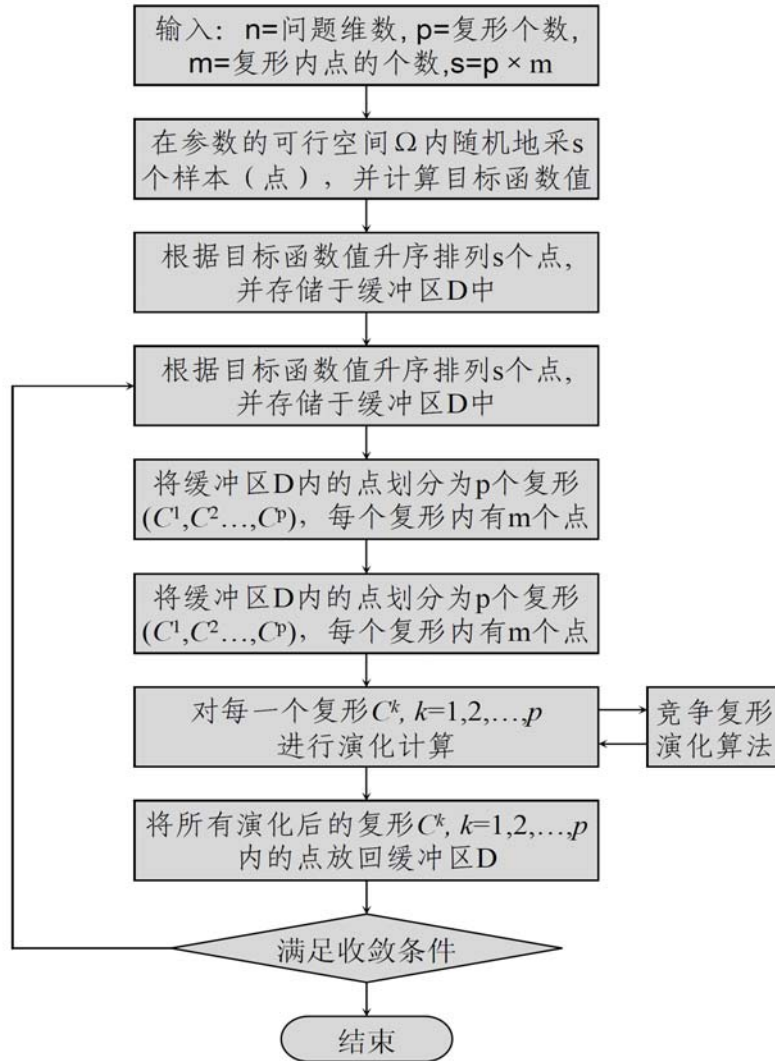 输入：n=问题维数, p=复形个数,
m=复形内点的个数,s=p × m
在参数的可行空间Ω内随机地采s
个样本（点），并计算目标函数值
根据目标函数值升序排列s个点,
并存储于缓冲区D中
根据目标函数值升序排列s个点,
并存储于缓冲区D中
将缓冲区D内的点划分为p个复形
(C¹,C²…,Cᵖ)，每个复形内有m个点
将缓冲区D内的点划分为p个复形
(C¹,C²…,Cᵖ)，每个复形内有m个点
对每一个复形Cᵏ, k=1,2,…,p
进行演化计算
竞争复形
演化算法
将所有演化后的复形Cᵏ, k=1,2,…,p
内的点放回缓冲区D
满足收敛条件
结束